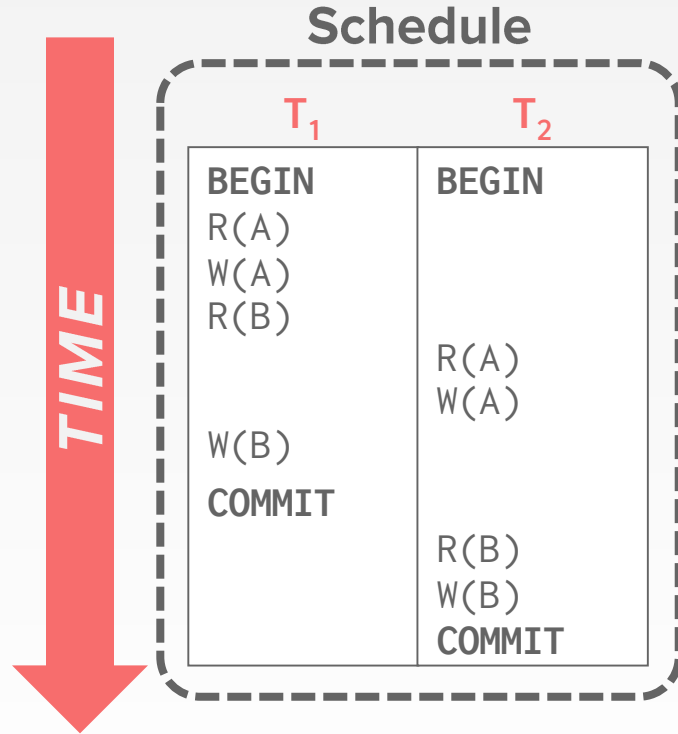 Schedule
TIME
T₁ T₂
BEGIN BEGIN
R(A)
W(A)
R(B)
R(A)
W(A)
W(B)
COMMIT
R(B)
W(B)
COMMIT